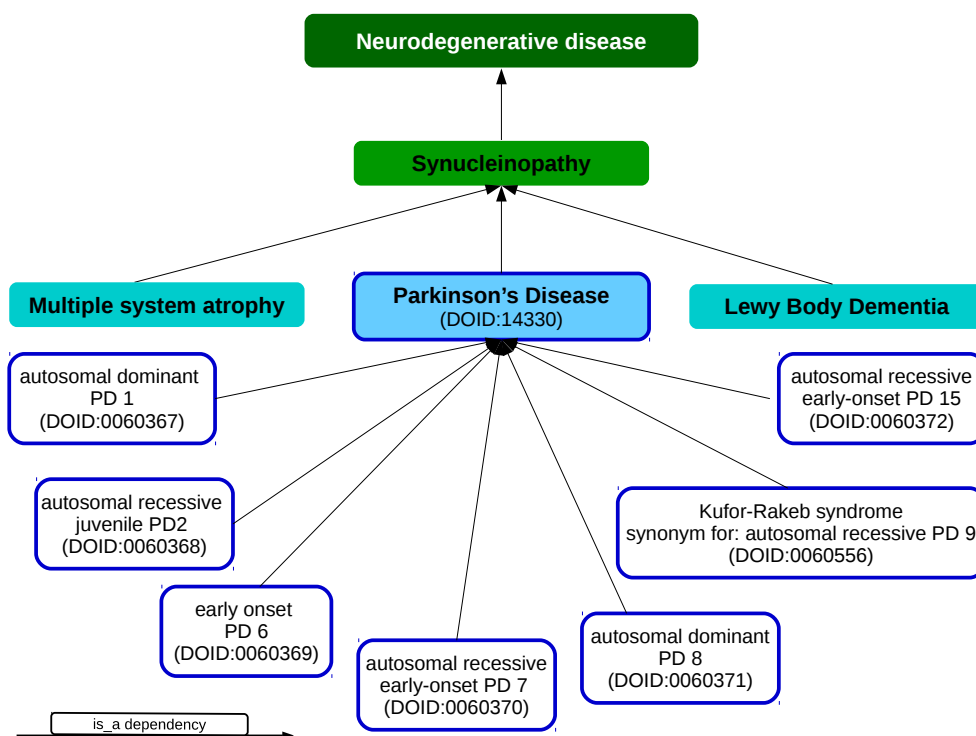 Neurodegenerative disease
Synucleinopathy
Multiple system atrophy
Parkinson's Disease
(DOID:14330)
Lewy Body Dementia
autosomal dominant
PD 1
(DOID:0060367)
autosomal recessive
early-onset PD 15
(DOID:0060372)
autosomal recessive
juvenile PD2
(DOID:0060368)
Kufor-Rakeb syndrome
synonym for: autosomal recessive PD 9
(DOID:0060556)
early onset
PD 6
(DOID:0060369)
autosomal recessive
early-onset PD 7
(DOID:0060370)
autosomal dominant
PD 8
(DOID:0060371)
is_a dependency